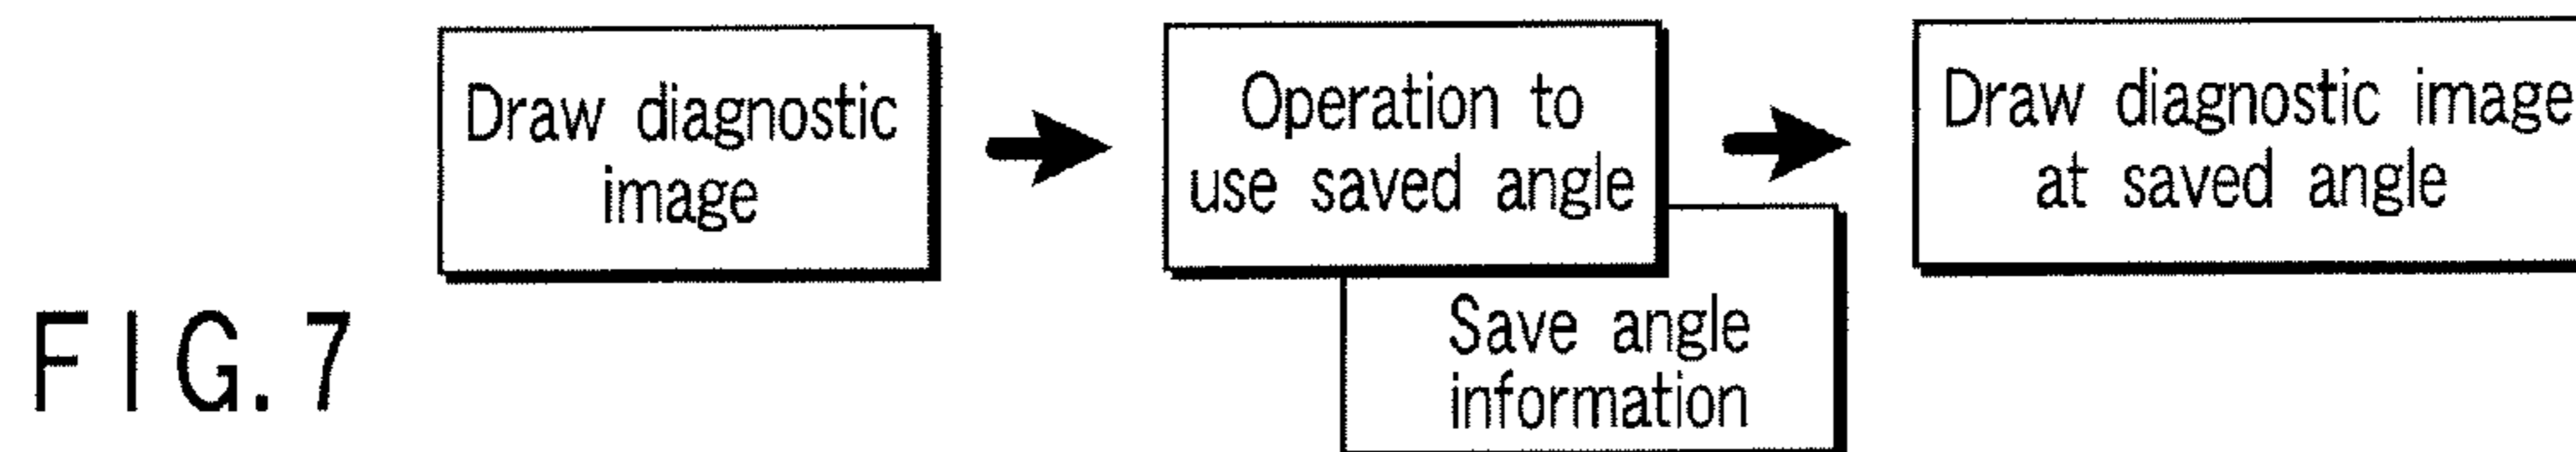 Draw diagnostic
image
Operation to
use saved angle
Save angle
information
Draw diagnostic image
at saved angle
FIG. 7